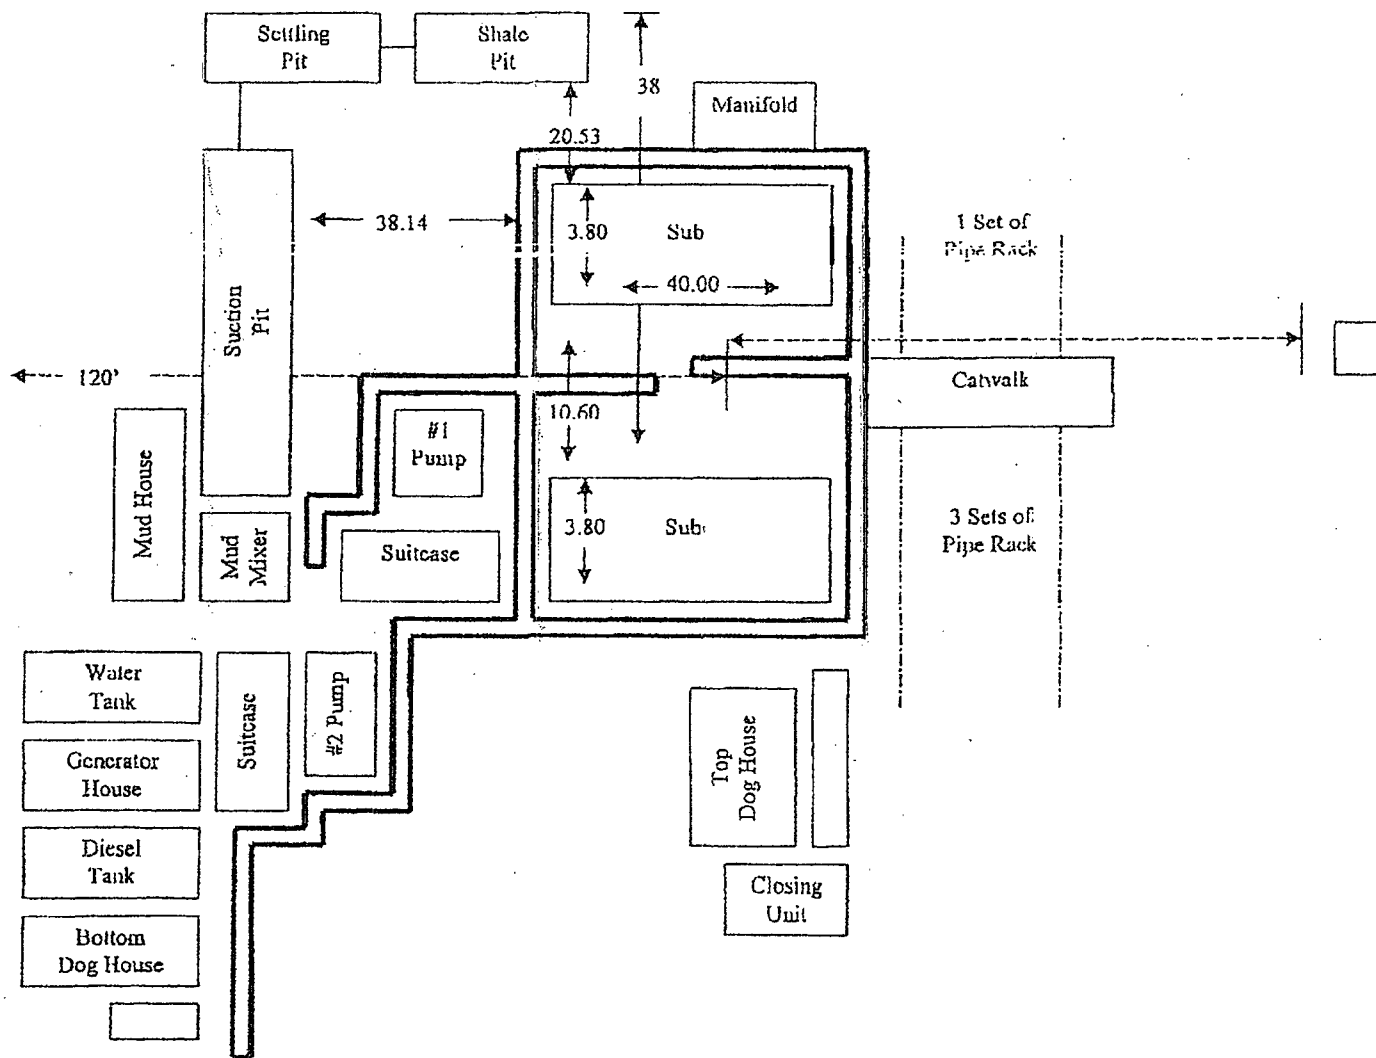 Settling
Pit
Shale
Pit
38
Manifold
20.53
38.14
3.80
Sub
40.00
1 Set of
Pipe Rack
Suction
Pit
120'
Catwalk
10.60
#1
Pump
Mud House
Mud
Mixer
Suitcase
3.80
Sub
3 Sets of
Pipe Rack
Water
Tank
Suitcase
#2 Pump
Generator
House
Top
Dog House
Diesel
Tank
Closing
Unit
Bottom
Dog House